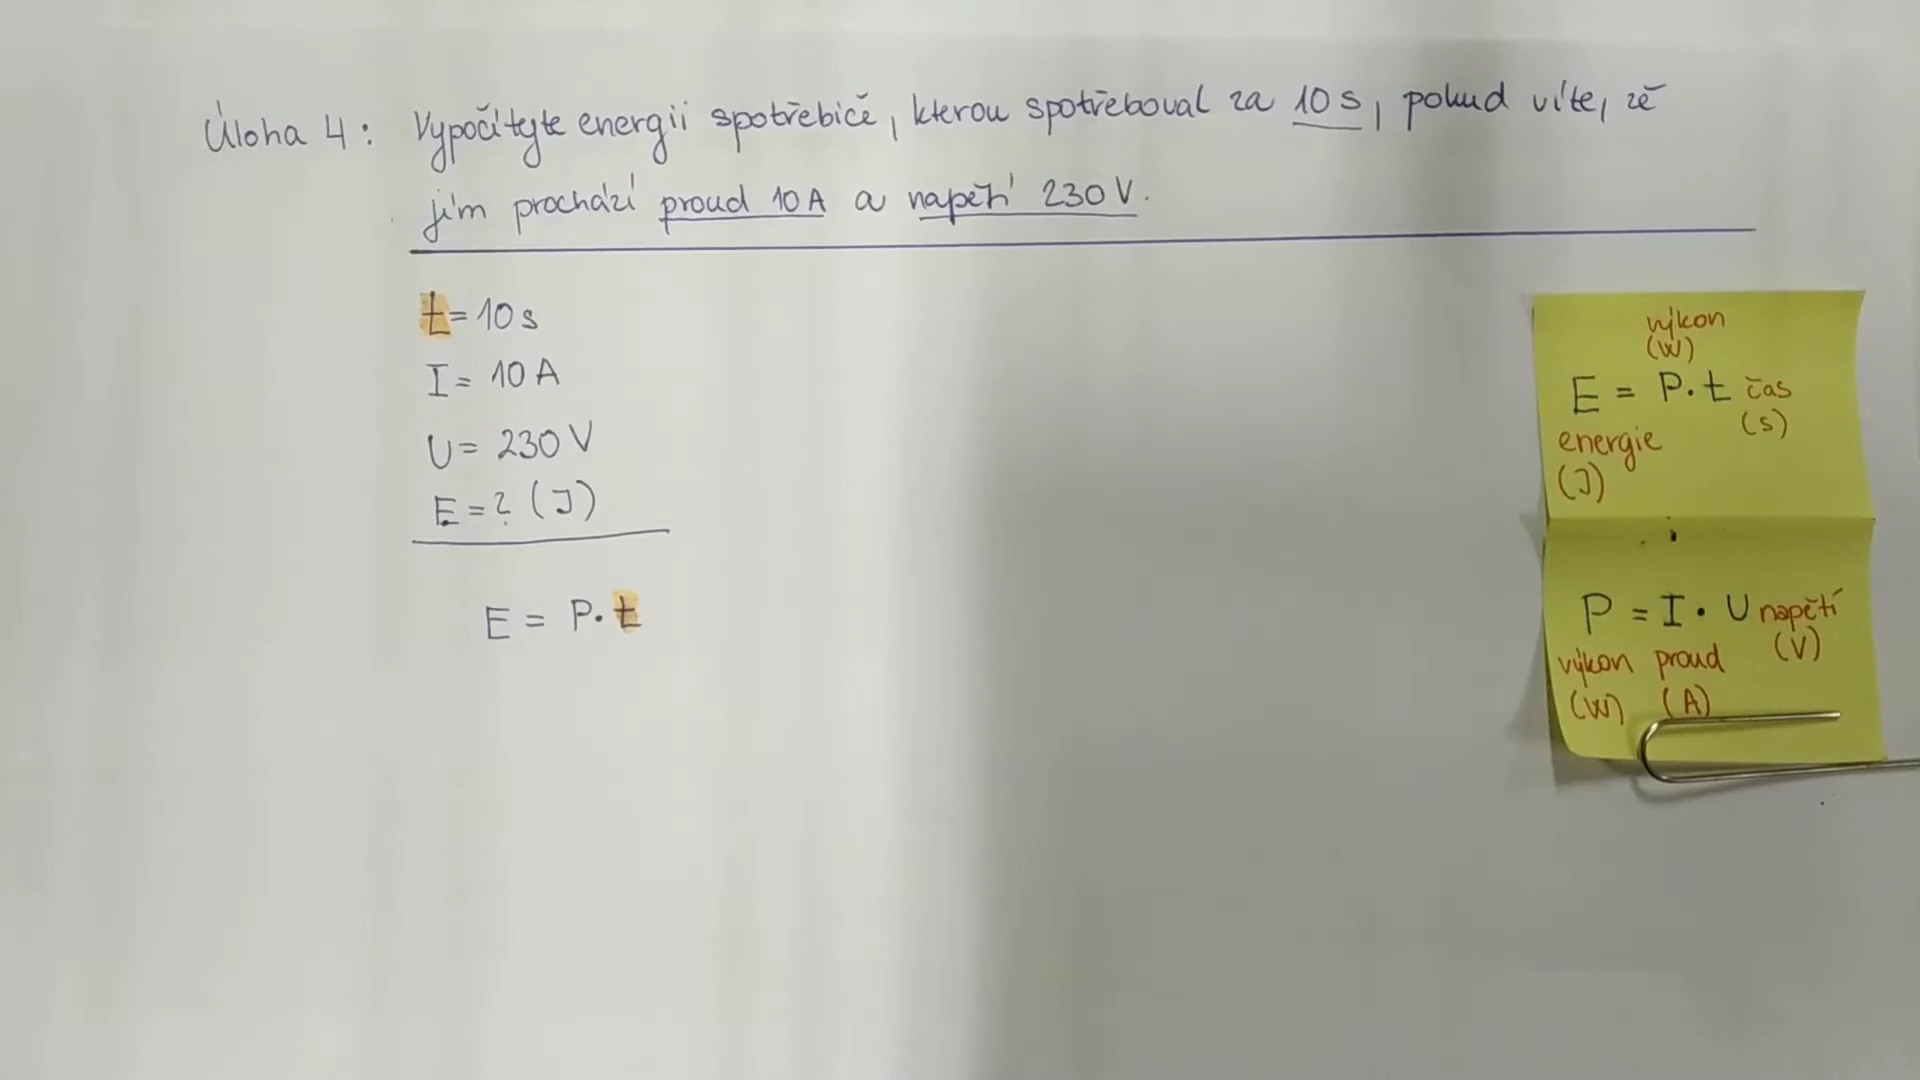 Úloha 4: Vypočítejte energii spotřebiče, kterou spotřeboval za 10 s, pokud víte, že
jím prochází proud 10 A a napětí 230 V.
t = 10 s
I = 10 A
U = 230 V
E = ? (J)
E = P · t
výkon
(W)
E = P · t čas
(s)
energie
(J)
P = I · U napětí
(V)
výkon proud
(W) (A)